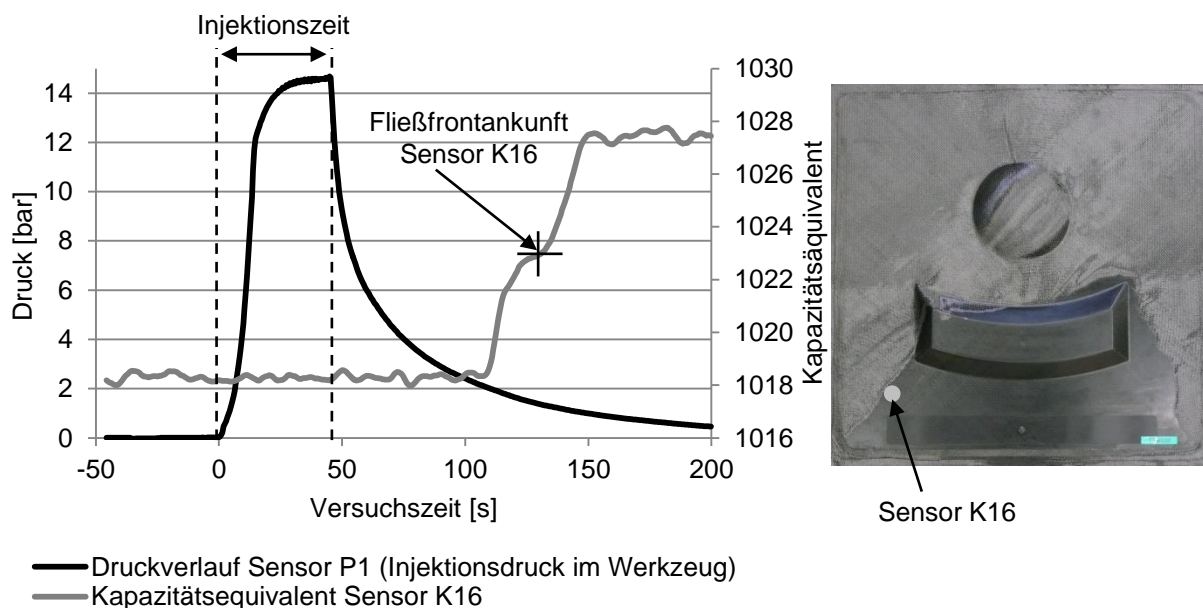 Injektionszeit
14
12
10
8
6
4
2
0
Druck [bar]
1030
1028
1026
1024
1022
1020
1018
1016
Kapazitätsäquivalent
Fließfrontankunft
Sensor K16
-50 0 50 100 150 200
Versuchszeit [s]
Sensor K16
Druckverlauf Sensor P1 (Injektionsdruck im Werkzeug)
Kapazitätsequivalent Sensor K16